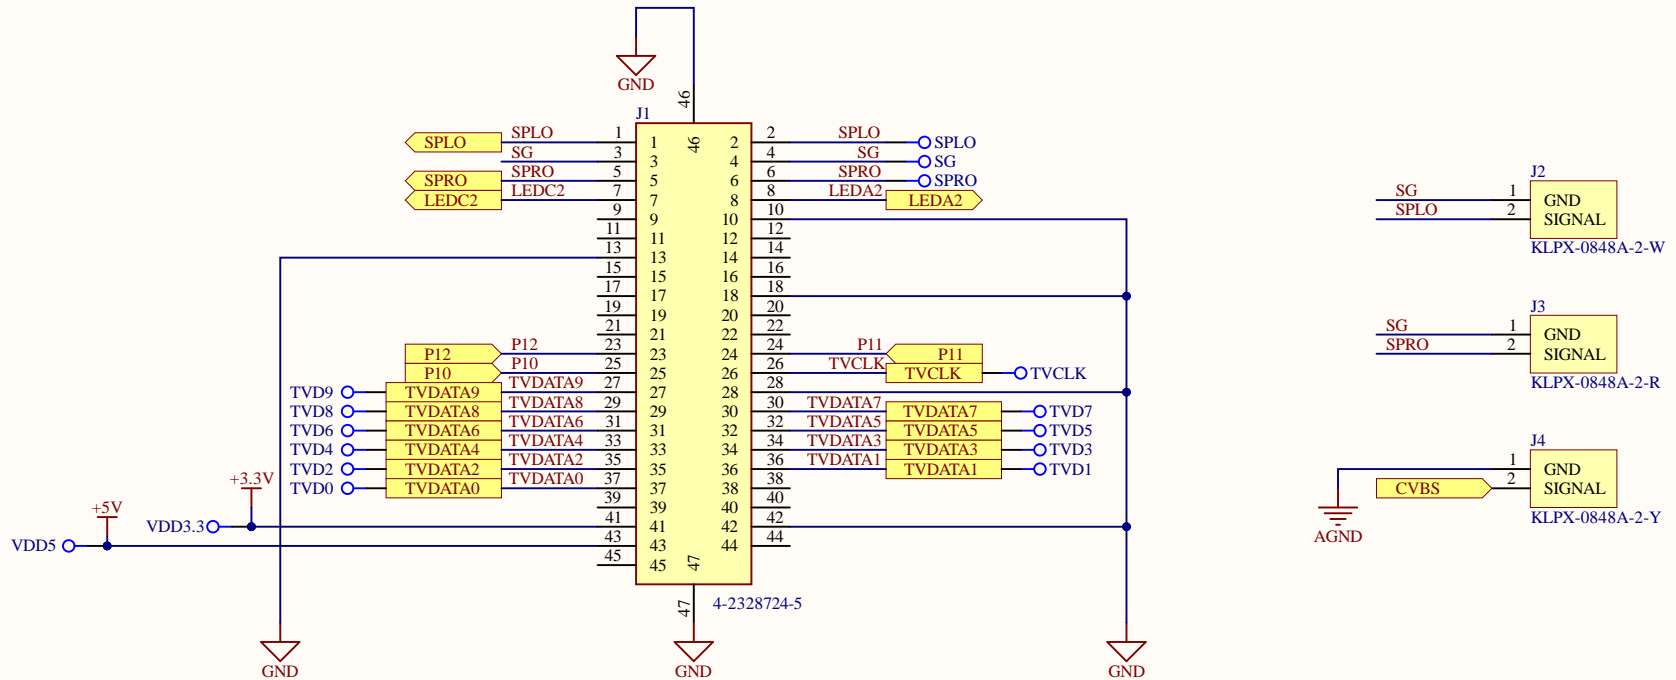 GND
46
J1
SPLO SPLO 1 1 46 2 2 SPLO SPLO
SG 3 3 4 4 SG SG
SPRO SPRO 5 5 6 6 SPRO SPRO
LEDC2 LEDC2 7 7 8 8 LEDA2 LEDA2
9 9 10 10
11 11 12 12
13 13 14 14
15 15 16 16
17 17 18 18
19 19 20 20
21 21 22 22
P12 P12 23 23 24 24 P11 P11
P10 P10 25 25 26 26 TVCLK TVCLK TVCLK
TVD9 TVDATA9 TVDATA9 27 27 28 28
TVD8 TVDATA8 TVDATA8 29 29 30 30 TVDATA7 TVDATA7 TVD7
TVD6 TVDATA6 TVDATA6 31 31 32 32 TVDATA5 TVDATA5 TVD5
TVD4 TVDATA4 TVDATA4 33 33 34 34 TVDATA3 TVDATA3 TVD3
TVD2 TVDATA2 TVDATA2 35 35 36 36 TVDATA1 TVDATA1 TVD1
TVD0 TVDATA0 TVDATA0 37 37 38 38
39 39 40 40
+3.3V
VDD3.3 41 41 42 42
+5V
VDD5 43 43 44 44
45 45 47
47
4-2328724-5
GND
GND
GND
J2
SG 1 GND
SPLO 2 SIGNAL
KLPX-0848A-2-W
J3
SG 1 GND
SPRO 2 SIGNAL
KLPX-0848A-2-R
J4
1 GND
CVBS 2 SIGNAL
KLPX-0848A-2-Y
AGND